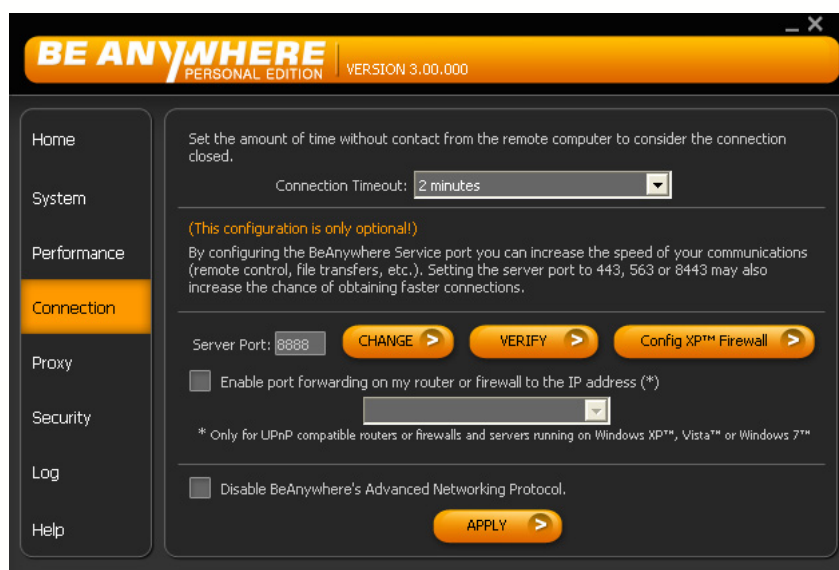 BE ANYWHERE
PERSONAL EDITION
VERSION 3.00.000
Home
System
Performance
Connection
Proxy
Security
Log
Help
Set the amount of time without contact from the remote computer to consider the connection
closed.
Connection Timeout: 2 minutes
(This configuration is only optional!)
By configuring the BeAnywhere Service port you can increase the speed of your communications
(remote control, file transfers, etc.). Setting the server port to 443, 563 or 8443 may also
increase the chance of obtaining faster connections.
Server Port: 8888 CHANGE > VERIFY > Config XP™ Firewall >
Enable port forwarding on my router or firewall to the IP address (*)
* Only for UPnP compatible routers or firewalls and servers running on Windows XP™, Vista™ or Windows 7™
Disable BeAnywhere's Advanced Networking Protocol.
APPLY >